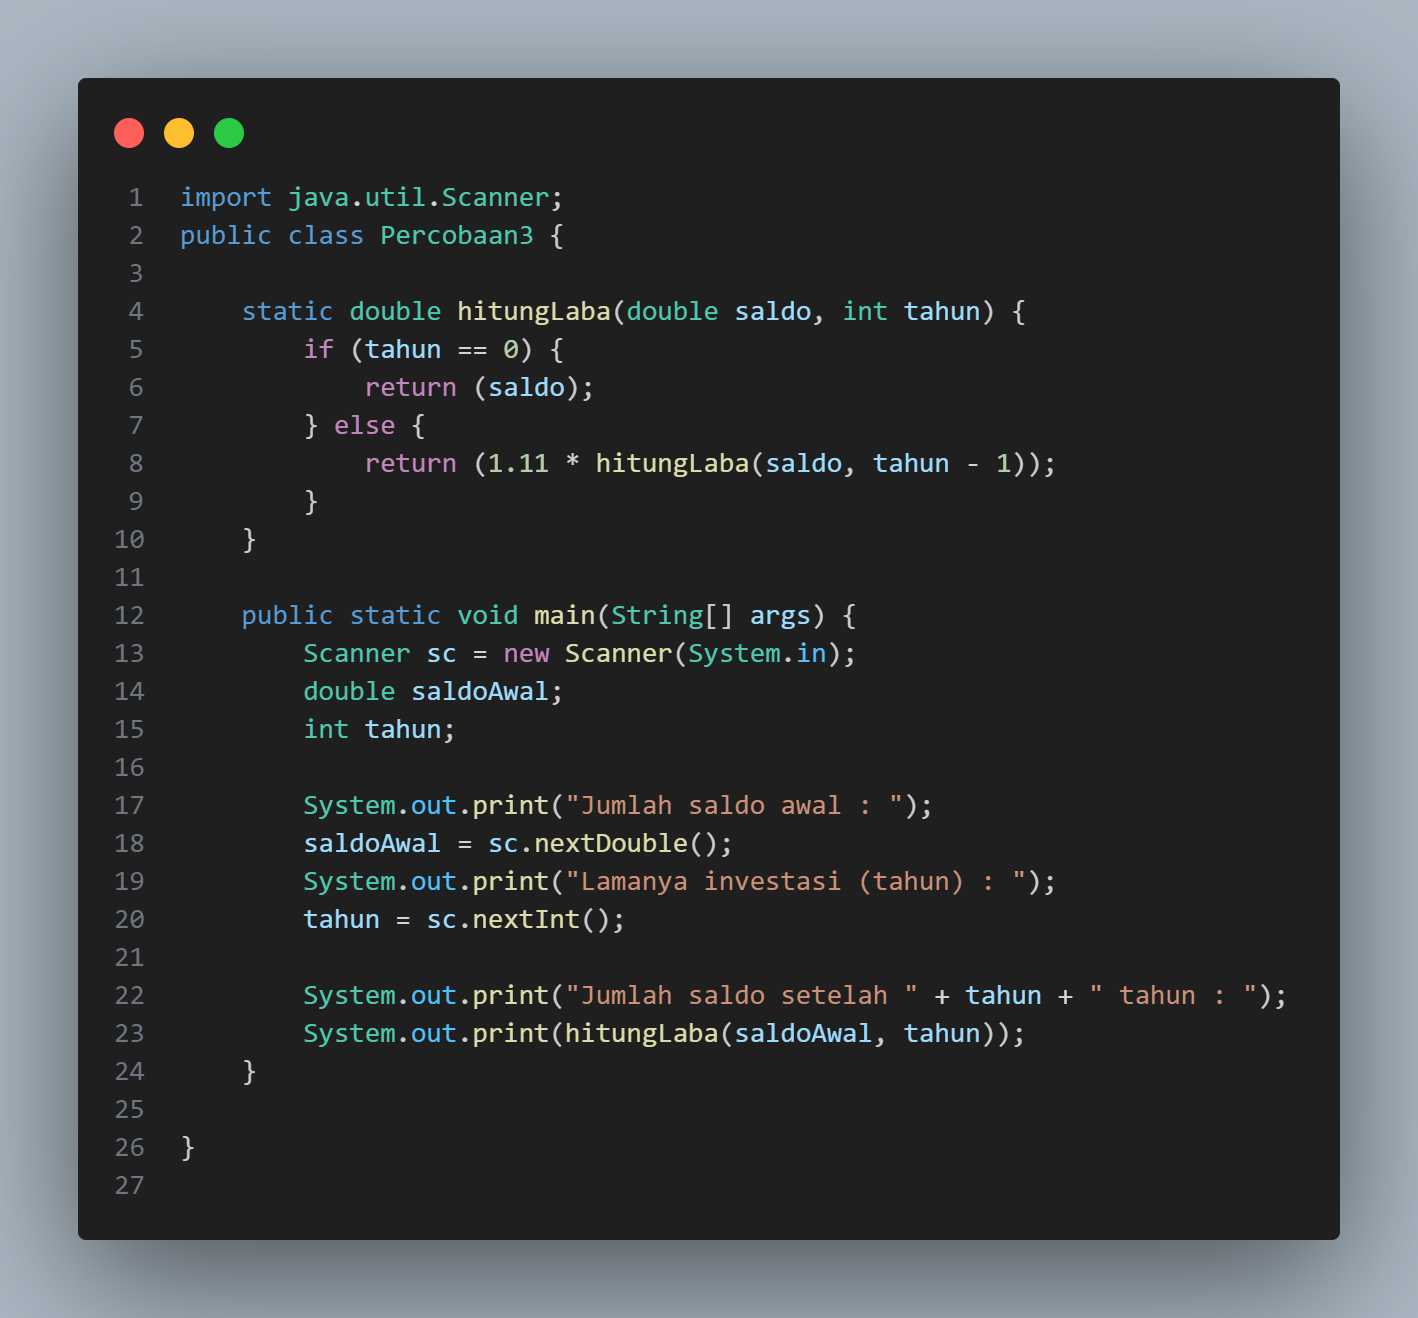 1 import java.util.Scanner;
2 public class Percobaan3 {
3
4     static double hitungLaba(double saldo, int tahun) {
5         if (tahun == 0) {
6             return (saldo);
7         } else {
8             return (1.11 * hitungLaba(saldo, tahun - 1));
9         }
10     }
11
12     public static void main(String[] args) {
13         Scanner sc = new Scanner(System.in);
14         double saldoAwal;
15         int tahun;
16
17         System.out.print("Jumlah saldo awal : ");
18         saldoAwal = sc.nextDouble();
19         System.out.print("Lamanya investasi (tahun) : ");
20         tahun = sc.nextInt();
21
22         System.out.print("Jumlah saldo setelah " + tahun + " tahun : ");
23         System.out.print(hitungLaba(saldoAwal, tahun));
24     }
25
26 }
27